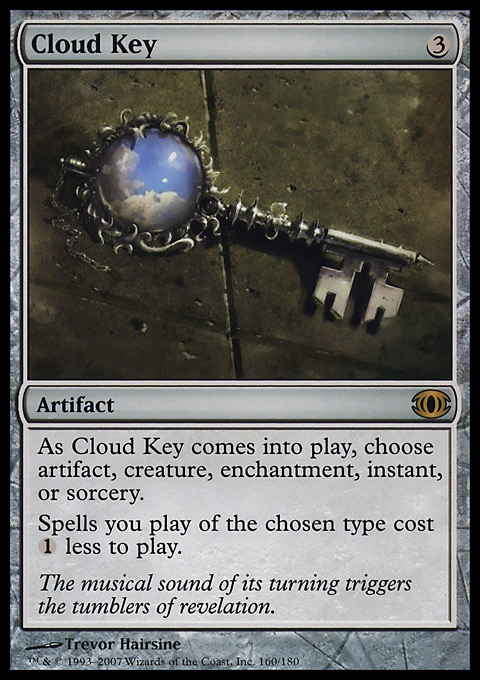 Cloud Key 3
Artifact
As Cloud Key comes into play, choose
artifact, creature, enchantment, instant,
or sorcery.
Spells you play of the chosen type cost
1 less to play.
The musical sound of its turning triggers
the tumblers of revelation.
Trevor Hairsine
™ & © 1993–2007 Wizards of the Coast, Inc. 160/180